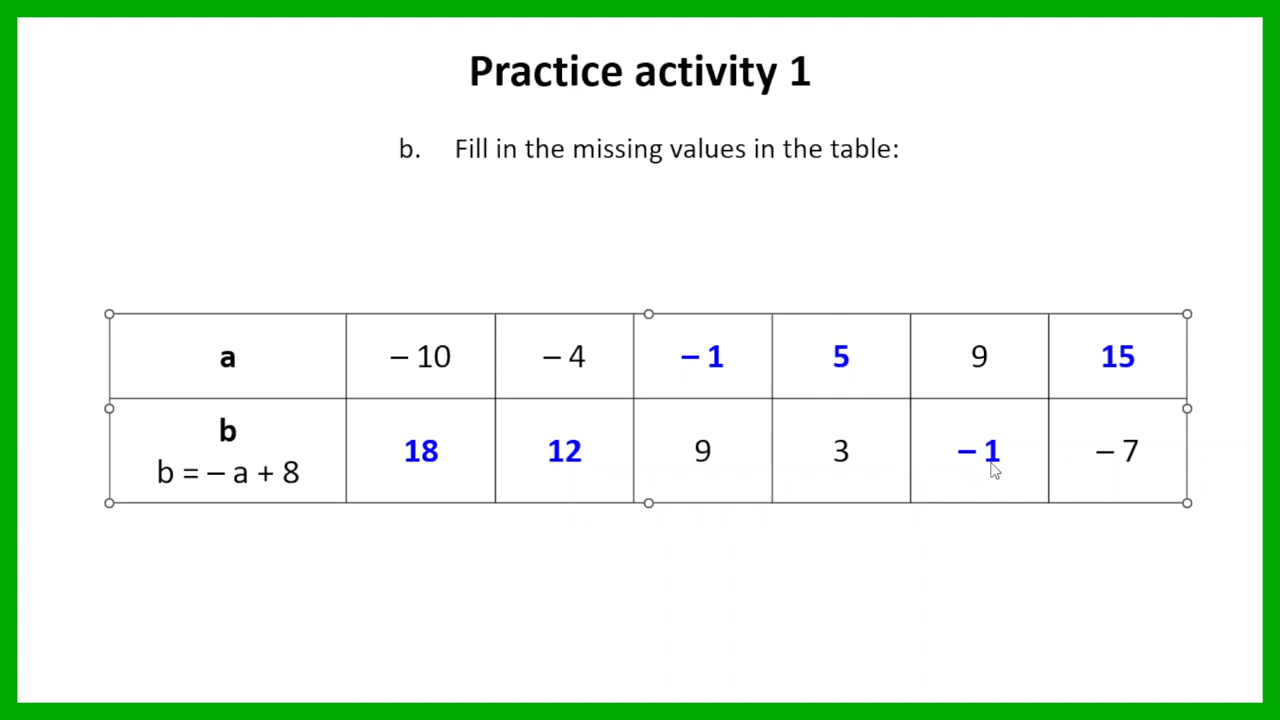 Practice activity 1
b. Fill in the missing values in the table:
a – 10 – 4 – 1 5 9 15
b
b = – a + 8 18 12 9 3 – 1 – 7